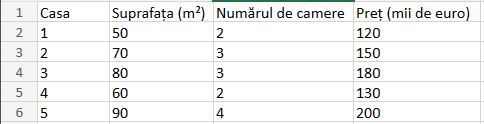 1 Casa Suprafața (m²) Numărul de camere Preț (mii de euro)
2 1 50 2 120
3 2 70 3 150
4 3 80 3 180
5 4 60 2 130
6 5 90 4 200